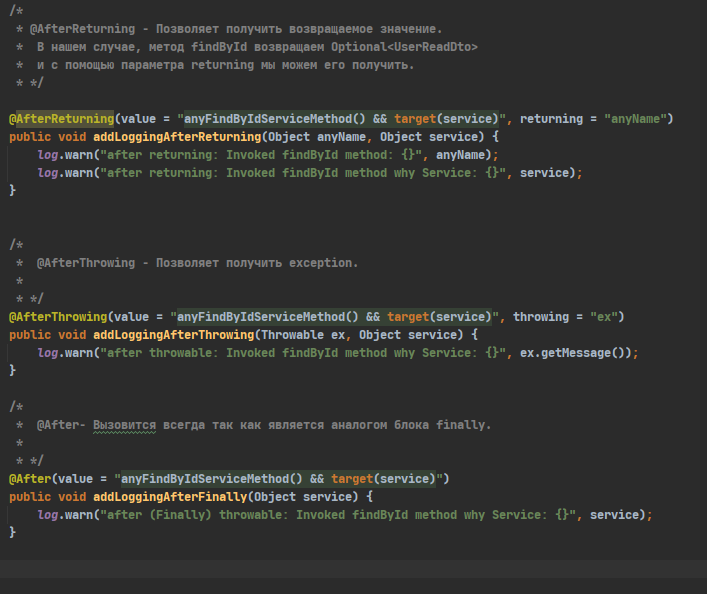 /*
* @AfterReturning - Позволяет получить возвращаемое значение.
* В нашем случае, метод findById возвращаем Optional<UserReadDto>
* и с помощью параметра returning мы можем его получить.
* */
@AfterReturning(value = "anyFindByIdServiceMethod() && target(service)", returning = "anyName")
public void addLoggingAfterReturning(Object anyName, Object service) {
log.warn("after returning: Invoked findById method: {}", anyName);
log.warn("after returning: Invoked findById method why Service: {}", service);
}
/*
* @AfterThrowing - Позволяет получить exception.
*
* */
@AfterThrowing(value = "anyFindByIdServiceMethod() && target(service)", throwing = "ex")
public void addLoggingAfterThrowing(Throwable ex, Object service) {
log.warn("after throwable: Invoked findById method why Service: {}", ex.getMessage());
}
/*
* @After- Вызовится всегда так как является аналогом блока finally.
*
* */
@After(value = "anyFindByIdServiceMethod() && target(service)")
public void addLoggingAfterFinally(Object service) {
log.warn("after (Finally) throwable: Invoked findById method why Service: {}", service);
}